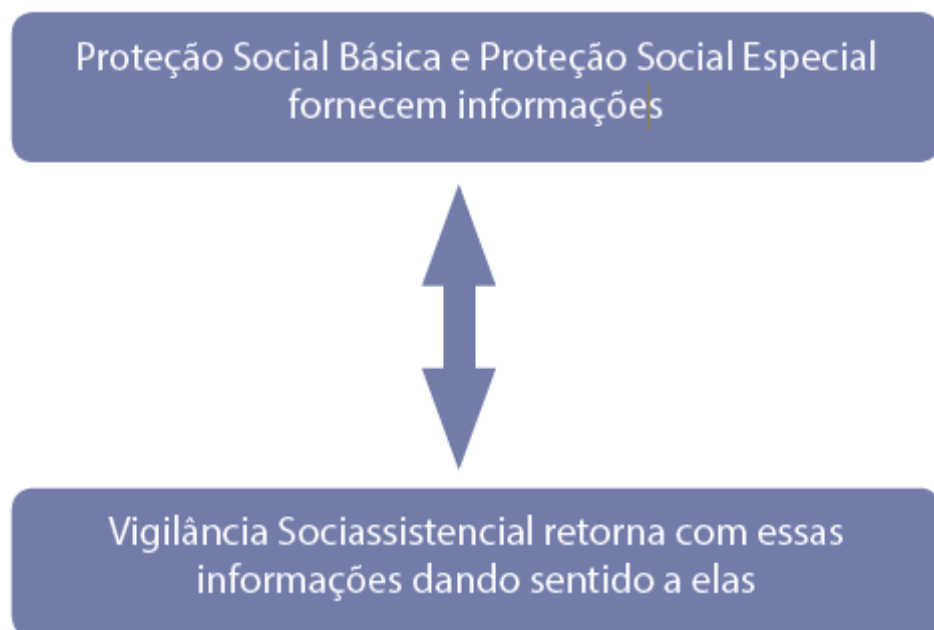 Proteção Social Básica e Proteção Social Especial
fornecem informações
Vigilância Sociassistencial retorna com essas
informações dando sentido a elas